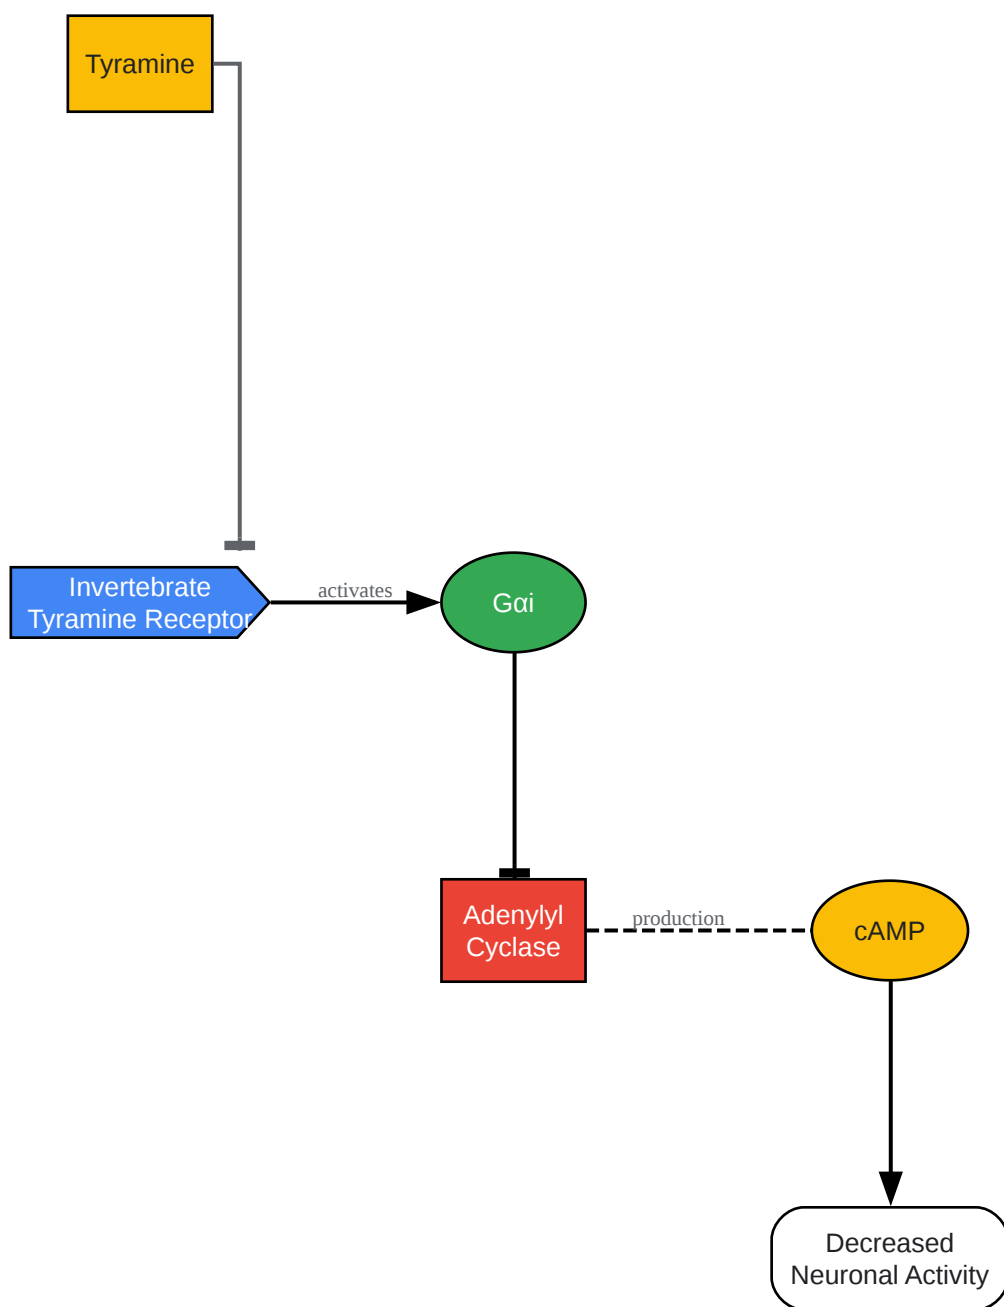 Tyramine
Invertebrate
Tyramine Receptor
activates
Gαi
Adenylyl
Cyclase
production
cAMP
Decreased
Neuronal Activity